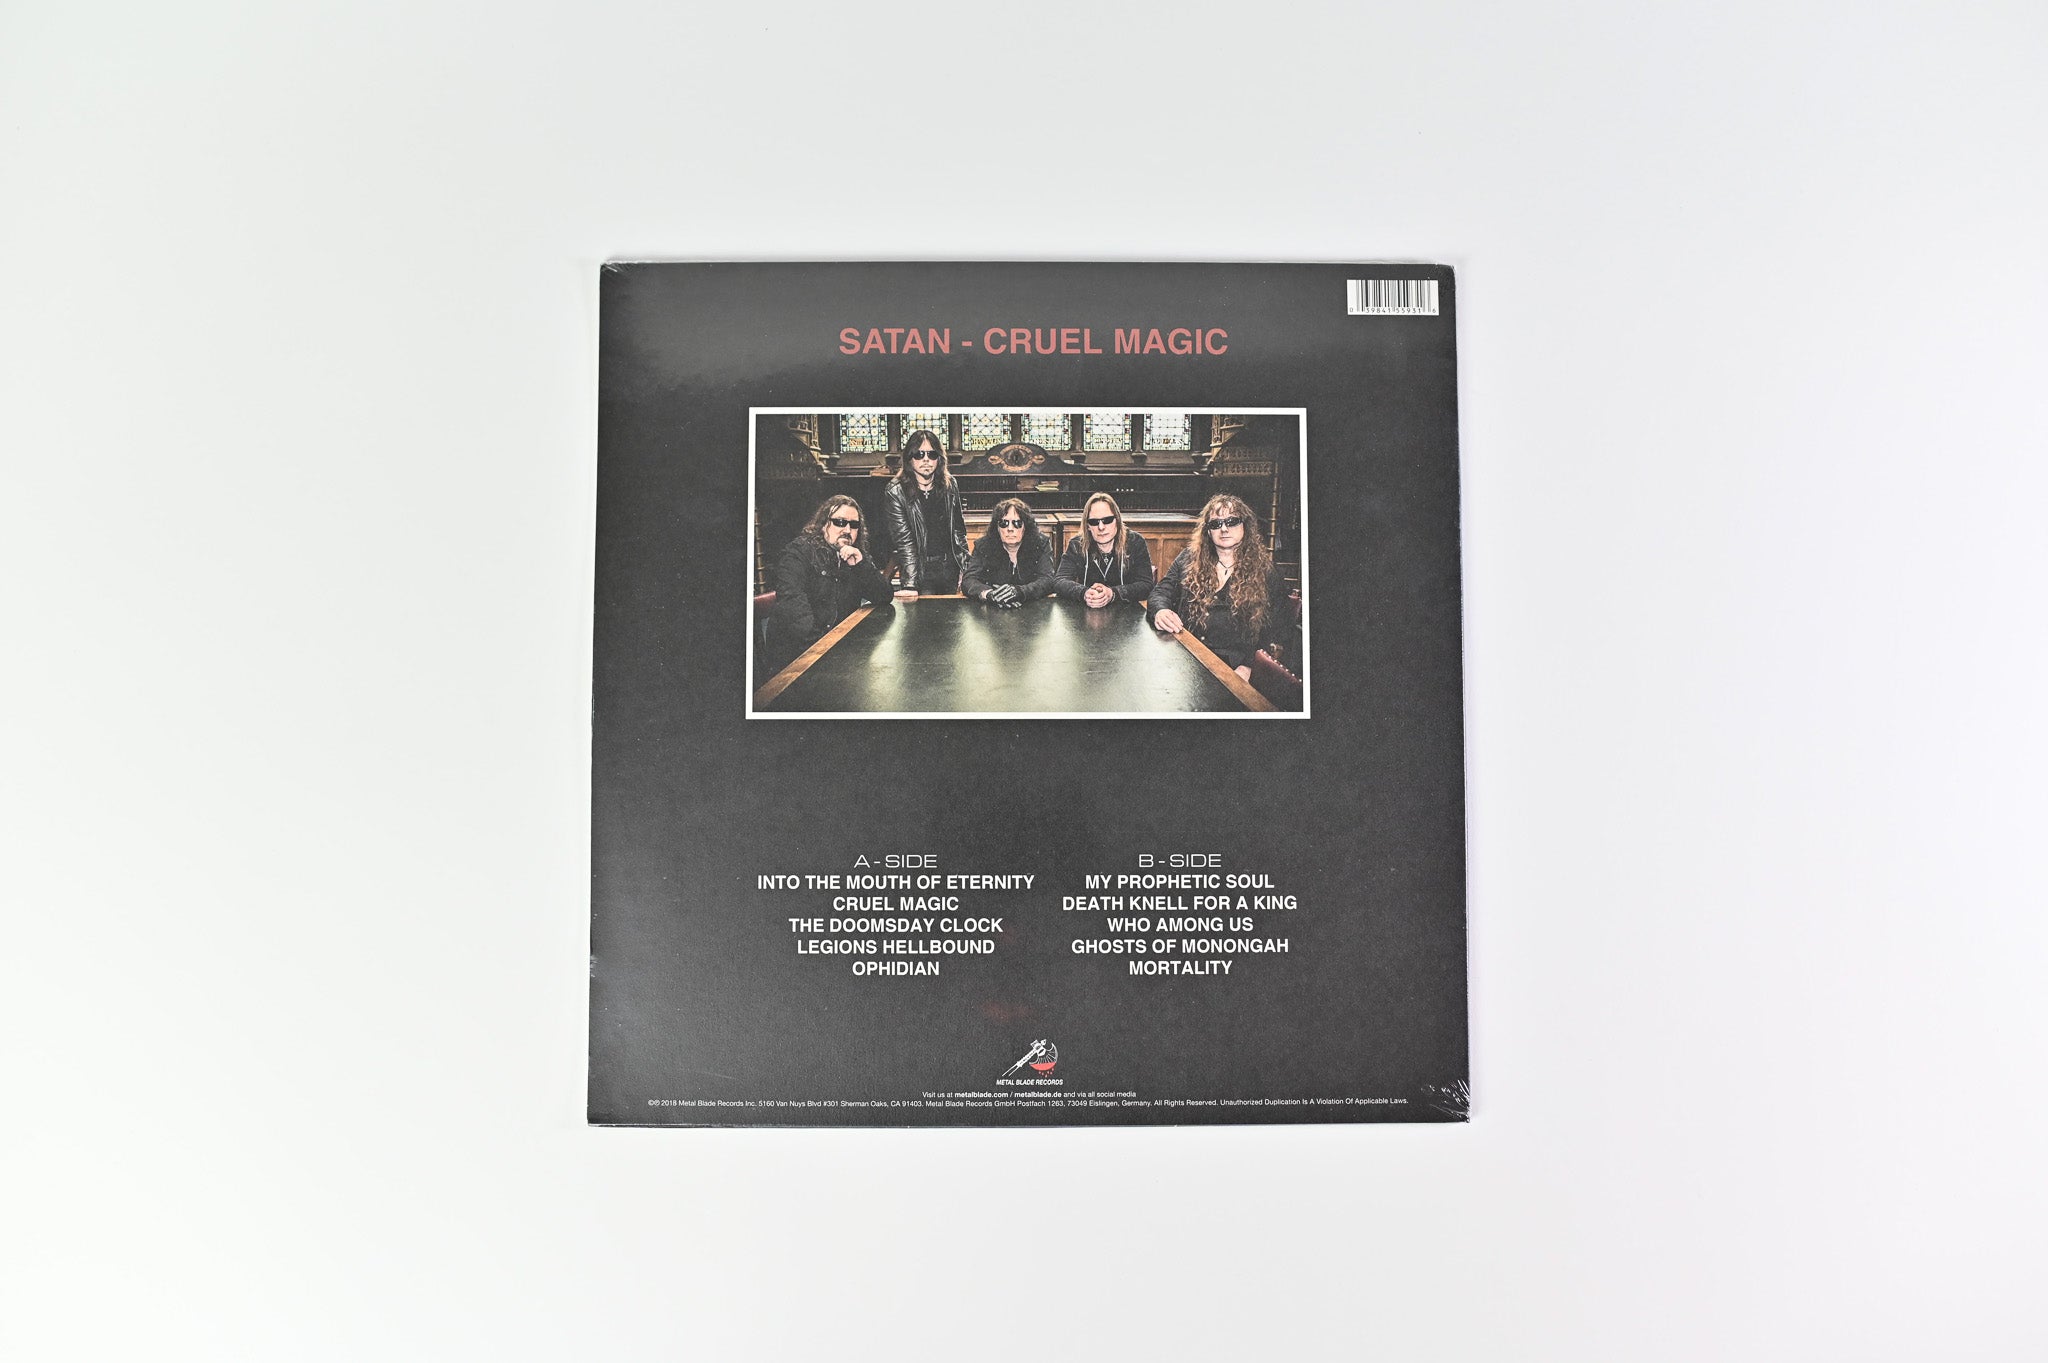 0 39841 55931 6
SATAN - CRUEL MAGIC
A - SIDE
INTO THE MOUTH OF ETERNITY
CRUEL MAGIC
THE DOOMSDAY CLOCK
LEGIONS HELLBOUND
OPHIDIAN
B - SIDE
MY PROPHETIC SOUL
DEATH KNELL FOR A KING
WHO AMONG US
GHOSTS OF MONONGAH
MORTALITY
METAL BLADE RECORDS
Visit us at metalblade.com / metalblade.de and via all social media
©℗ 2018 Metal Blade Records Inc. 5160 Van Nuys Blvd #301 Sherman Oaks, CA 91403. Metal Blade Records GmbH Postfach 1263, 73049 Eislingen, Germany. All Rights Reserved. Unauthorized Duplication Is A Violation Of Applicable Laws.